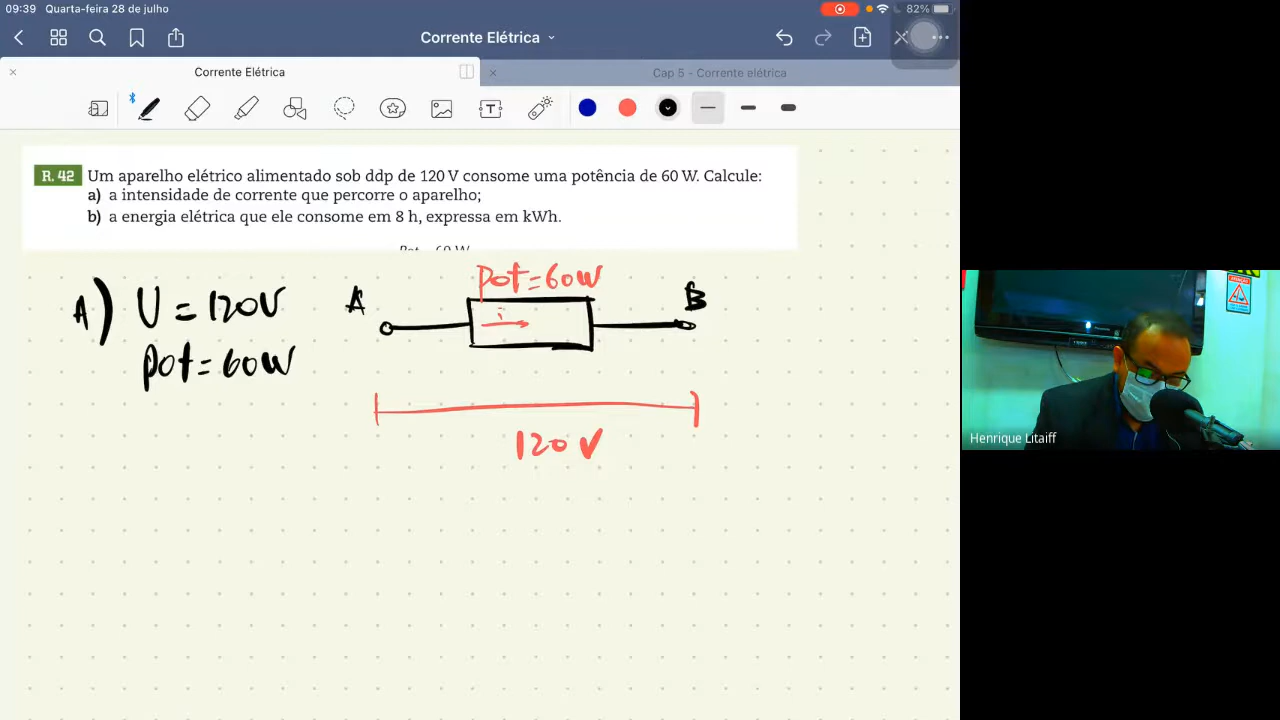 09:39 Quarta-feira 28 de julho
82%
Corrente Elétrica
Corrente Elétrica
Cap 5 - Corrente elétrica
T
R. 42 Um aparelho elétrico alimentado sob ddp de 120 V consome uma potência de 60 W. Calcule:
a) a intensidade de corrente que percorre o aparelho;
b) a energia elétrica que ele consome em 8 h, expressa em kWh.
A) U = 120V
pot = 60W
A
pot = 60W
B
i
120 V
Henrique Litaiff